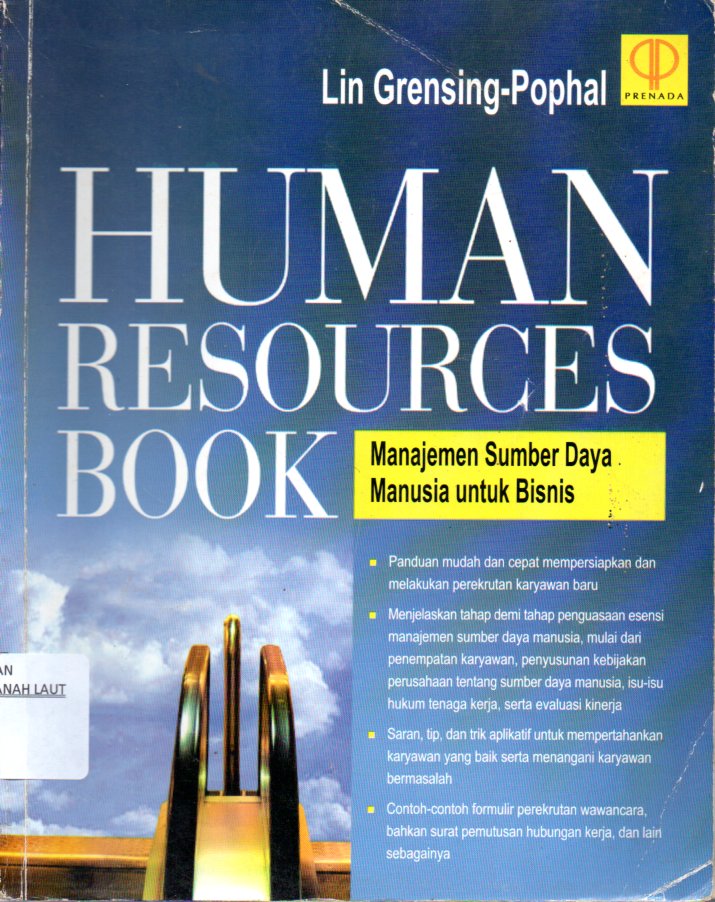 Lin Grensing-Pophal
PRENADA
HUMAN
RESOURCES
BOOK
Manajemen Sumber Daya
Manusia untuk Bisnis
Panduan mudah dan cepat mempersiapkan dan
melakukan perekrutan karyawan baru
Menjelaskan tahap demi tahap penguasaan esensi
manajemen sumber daya manusia, mulai dari
penempatan karyawan, penyusunan kebijakan
perusahaan tentang sumber daya manusia, isu-isu
hukum tenaga kerja, serta evaluasi kinerja
Saran, tip, dan trik aplikatif untuk mempertahankan
karyawan yang baik serta menangani karyawan
bermasalah
Contoh-contoh formulir perekrutan wawancara,
bahkan surat pemutusan hubungan kerja, dan lain
sebagainya
AN
ANAH LAUT